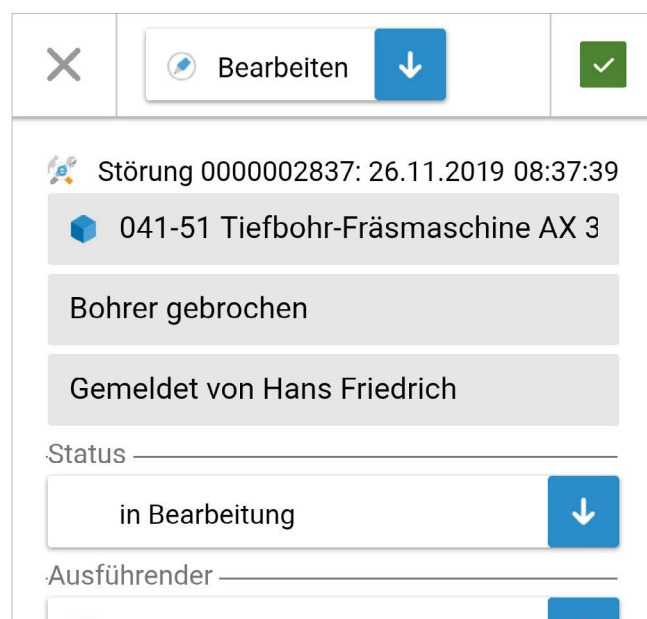 Bearbeiten
Störung 0000002837: 26.11.2019 08:37:39
041-51 Tiefbohr-Fräsmaschine AX 3
Bohrer gebrochen
Gemeldet von Hans Friedrich
Status
in Bearbeitung
Ausführender